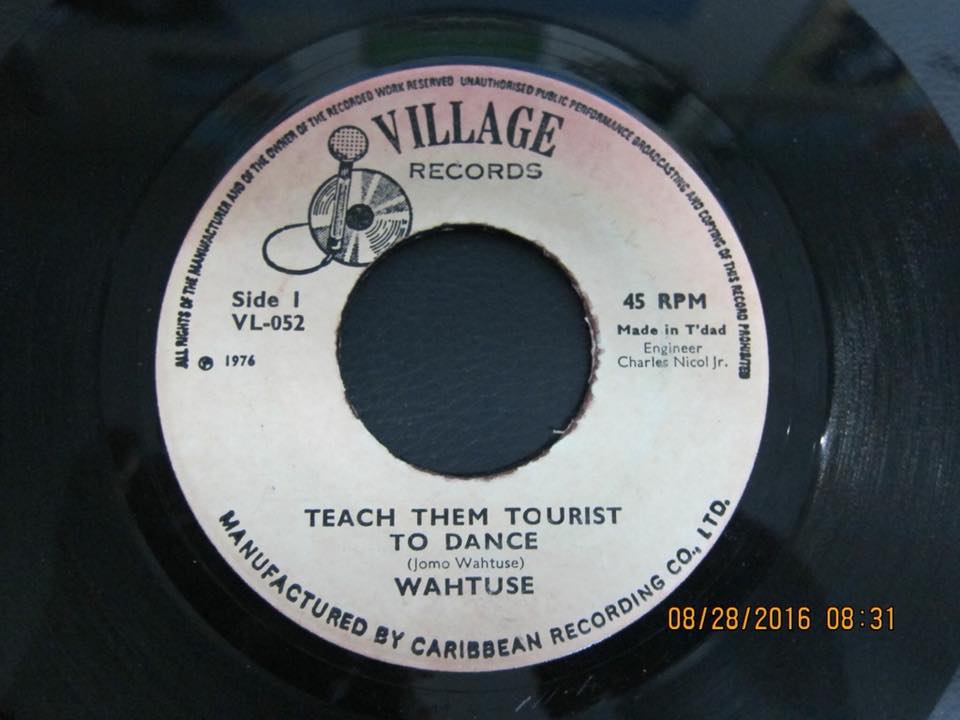 ALL RIGHTS OF THE MANUFACTURER AND OF THE OWNER OF THE RECORDED WORK RESERVED UNAUTHORISED PUBLIC PERFORMANCE BROADCASTING AND COPYING OF THIS RECORD PROHIBITED
VILLAGE
RECORDS
Side 1
VL-052
℗ 1976
45 RPM
Made in T'dad
Engineer
Charles Nicol Jr.
TEACH THEM TOURIST
TO DANCE
(Jomo Wahtuse)
WAHTUSE
MANUFACTURED BY CARIBBEAN RECORDING CO., LTD.
08/28/2016 08:31